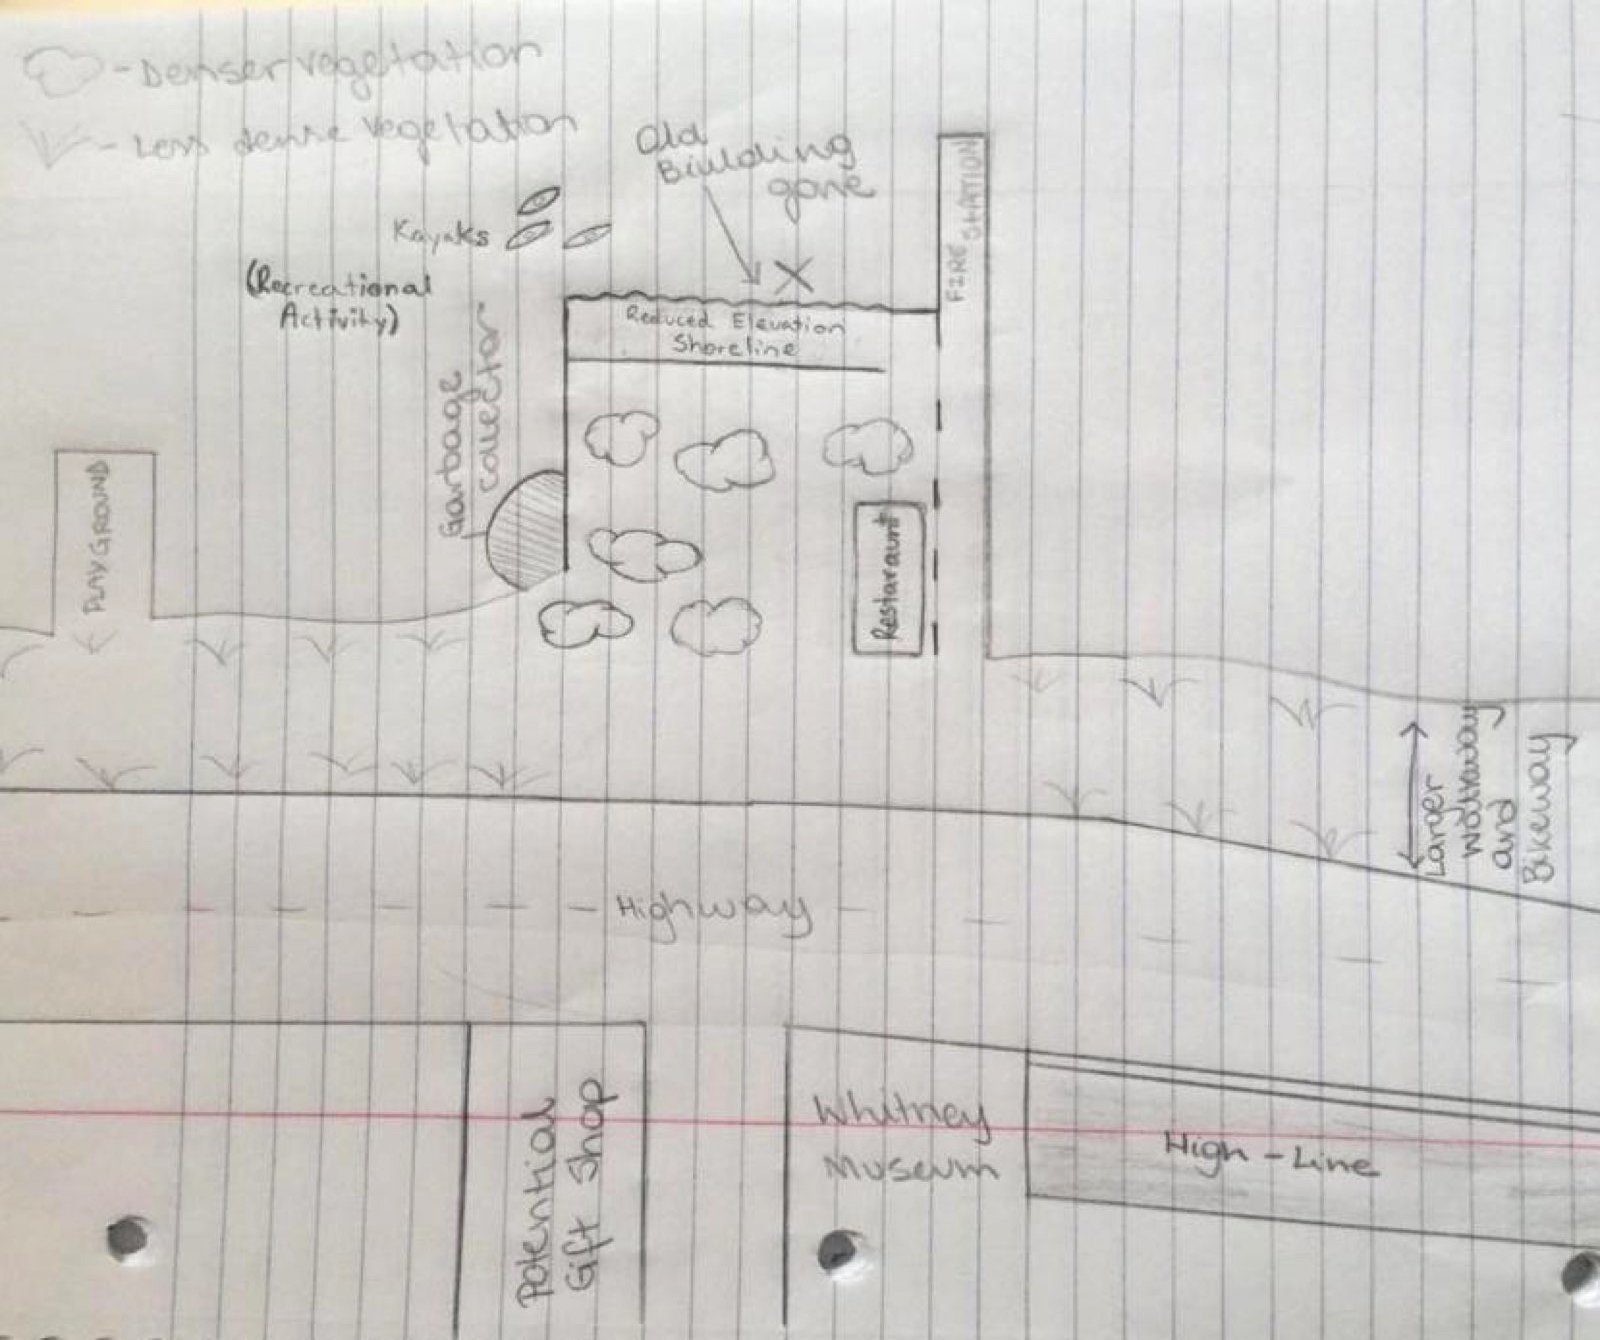 - Denser vegetation
- Less dense vegetation
Old
Building
gone
FIRE STATION
Kayaks
(Recreational
Activity)
Reduced Elevation
Shoreline
Garbage
collector
PLAYGROUND
Restaraunt
Larger
walkway
and
Bikeway
Highway
Potential
Gift Shop
Whitney
Museum
High-Line